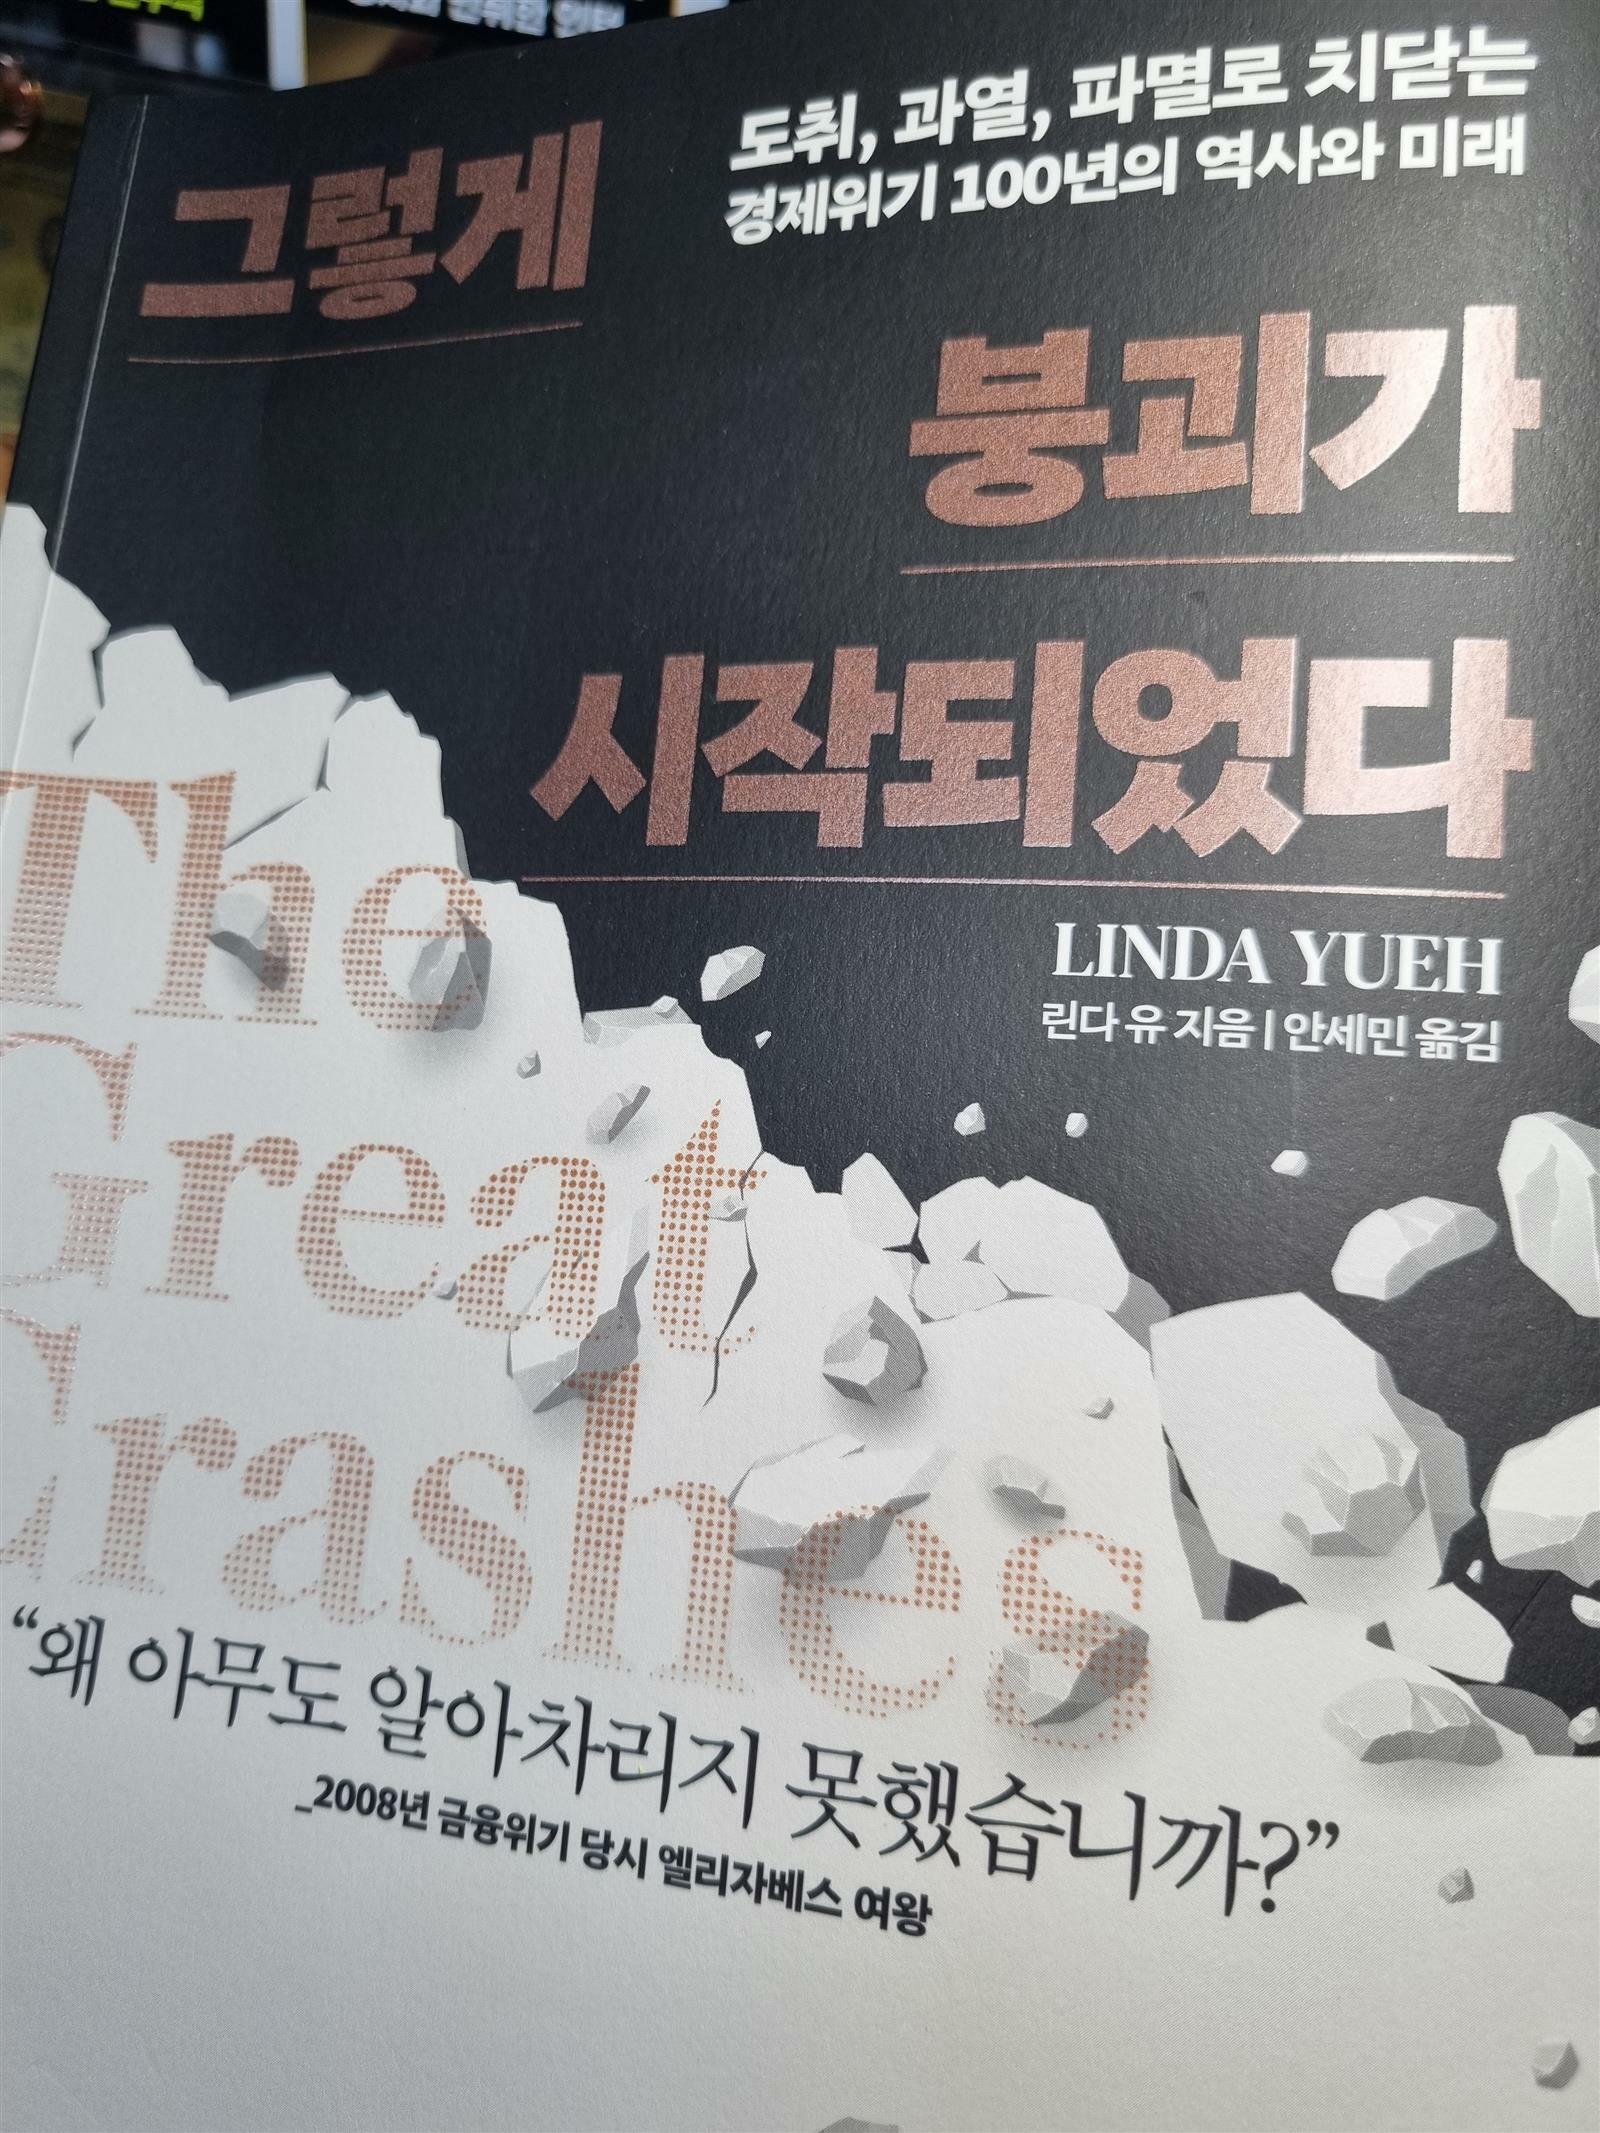 도취, 과열, 파멸로 치닫는
경제위기 100년의 역사와 미래
그렇게
붕괴가
시작되었다
LINDA YUEH
린다 유 지음 | 안세민 옮김
The
Great
Crashes
“왜 아무도 알아차리지 못했습니까?”
_2008년 금융위기 당시 엘리자베스 여왕